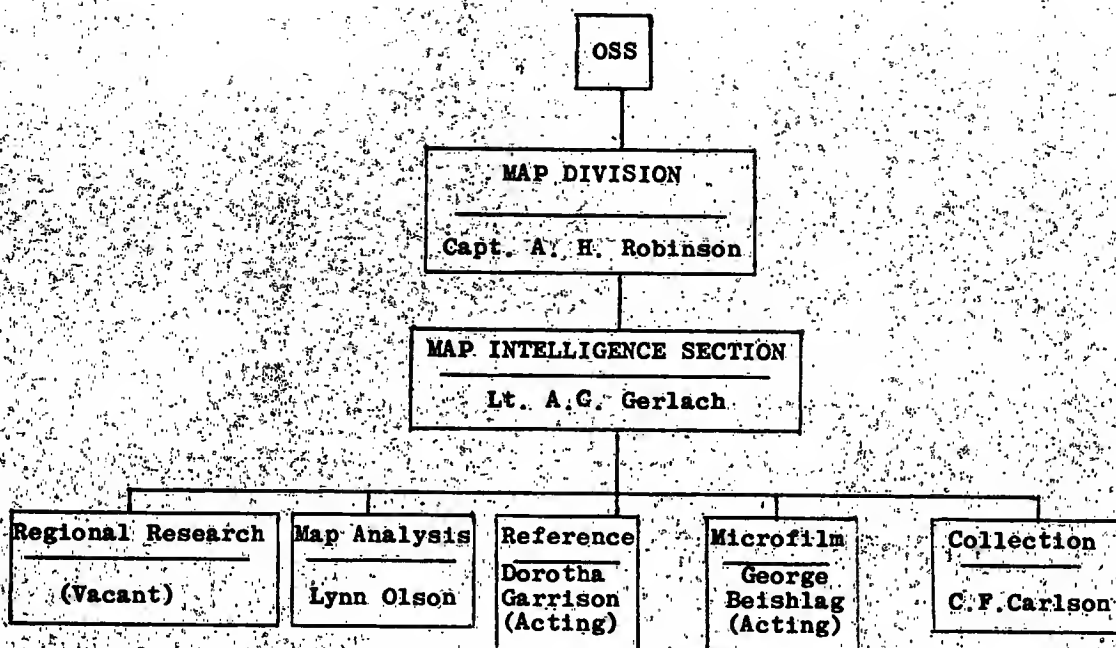 OSS
MAP DIVISION
Capt. A. H. Robinson
MAP INTELLIGENCE SECTION
Lt. A.G. Gerlach
Regional Research
(Vacant)
Map Analysis
Lynn Olson
Reference
Dorotha
Garrison
(Acting)
Microfilm
George
Beishlag
(Acting)
Collection
C.F.Carlson